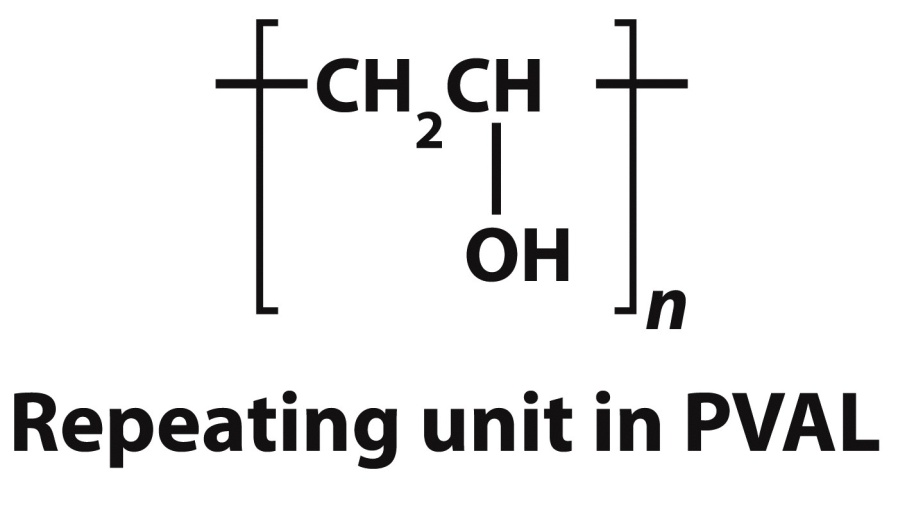 CH₂CH
OH
n
Repeating unit in PVAL